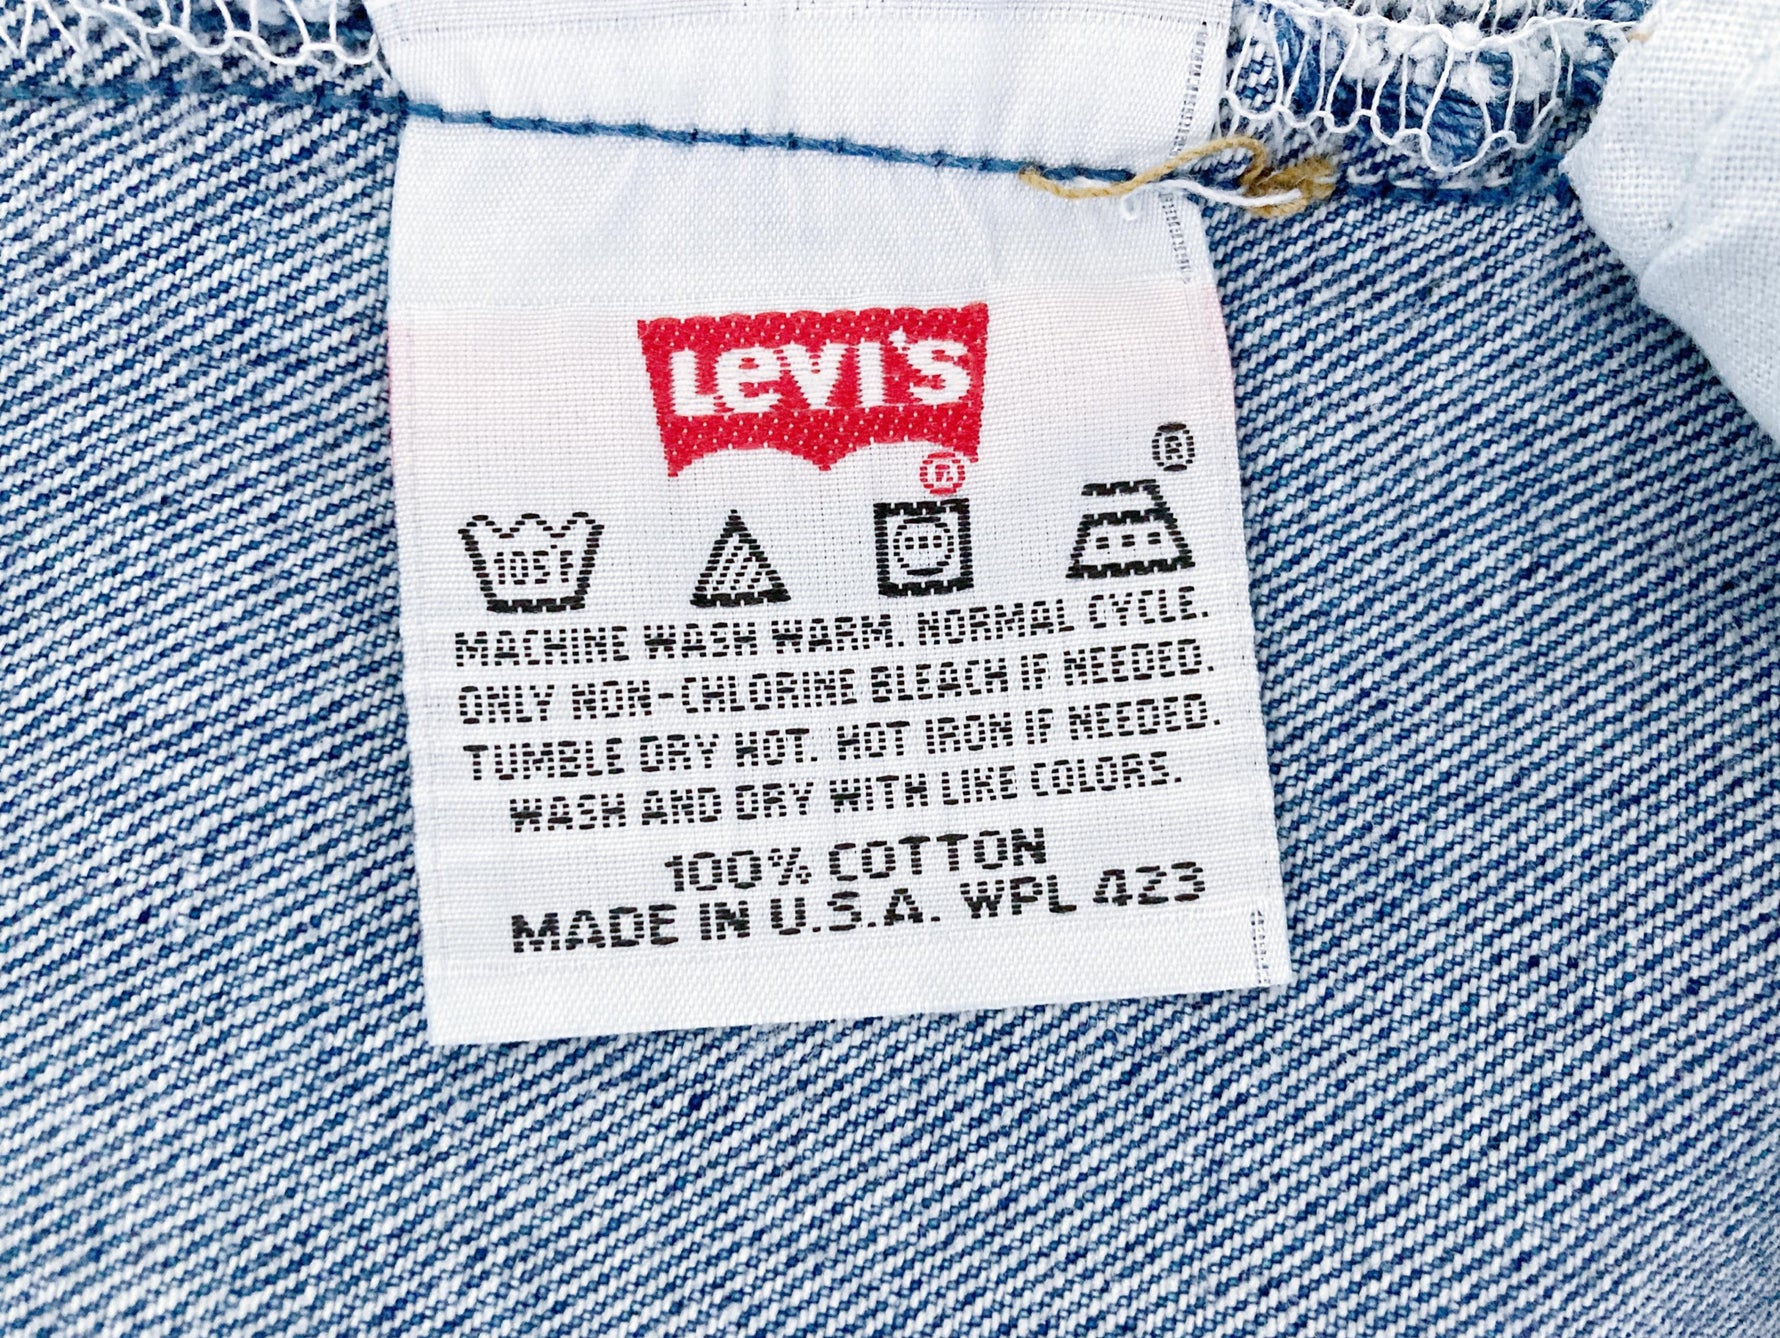 Levi's
®
®
105°F
MACHINE WASH WARM. NORMAL CYCLE.
ONLY NON-CHLORINE BLEACH IF NEEDED.
TUMBLE DRY HOT. HOT IRON IF NEEDED.
WASH AND DRY WITH LIKE COLORS.
100% COTTON
MADE IN U.S.A. WPL 423